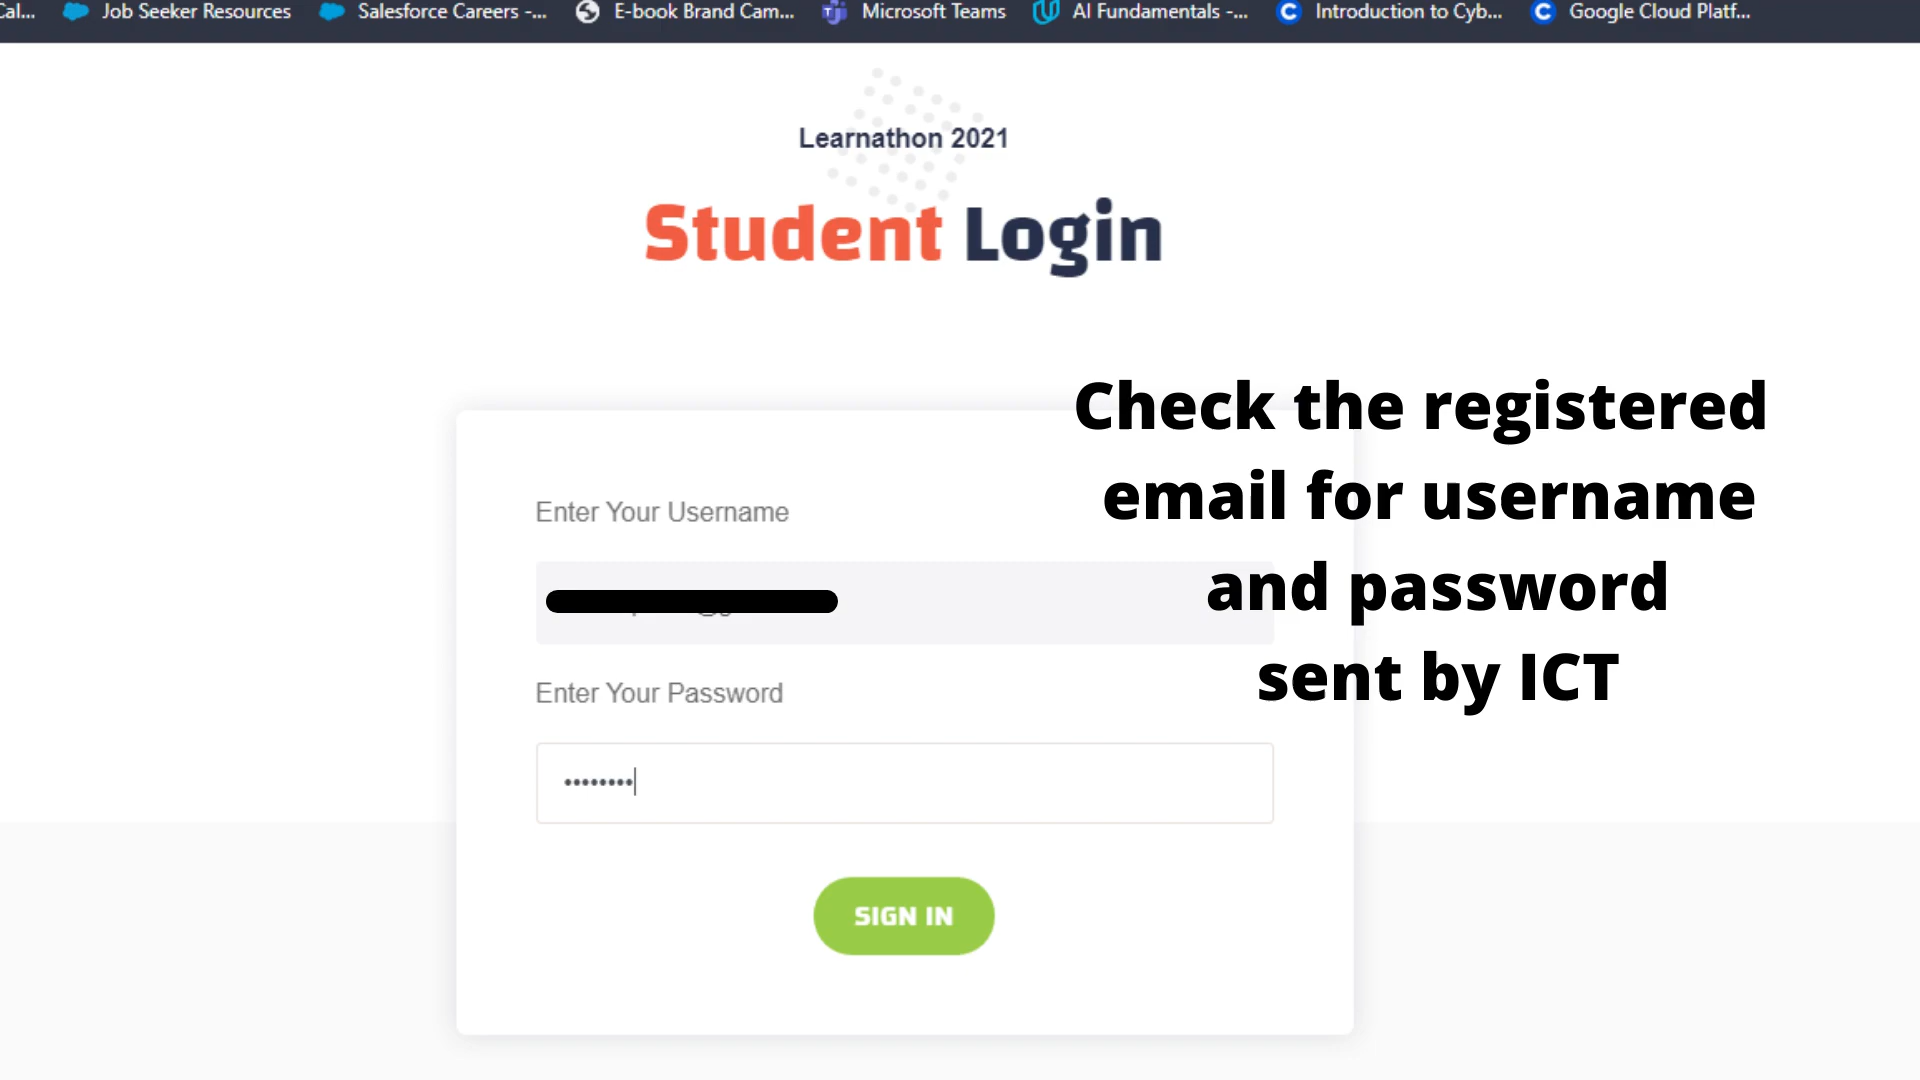 Cal...
Job Seeker Resources
Salesforce Careers -...
E-book Brand Cam...
Microsoft Teams
AI Fundamentals -...
Introduction to Cyb...
Google Cloud Platf...
Learnathon 2021
Student Login
Check the registered
email for username
and password
sent by ICT
Enter Your Username
Enter Your Password
••••••••
SIGN IN